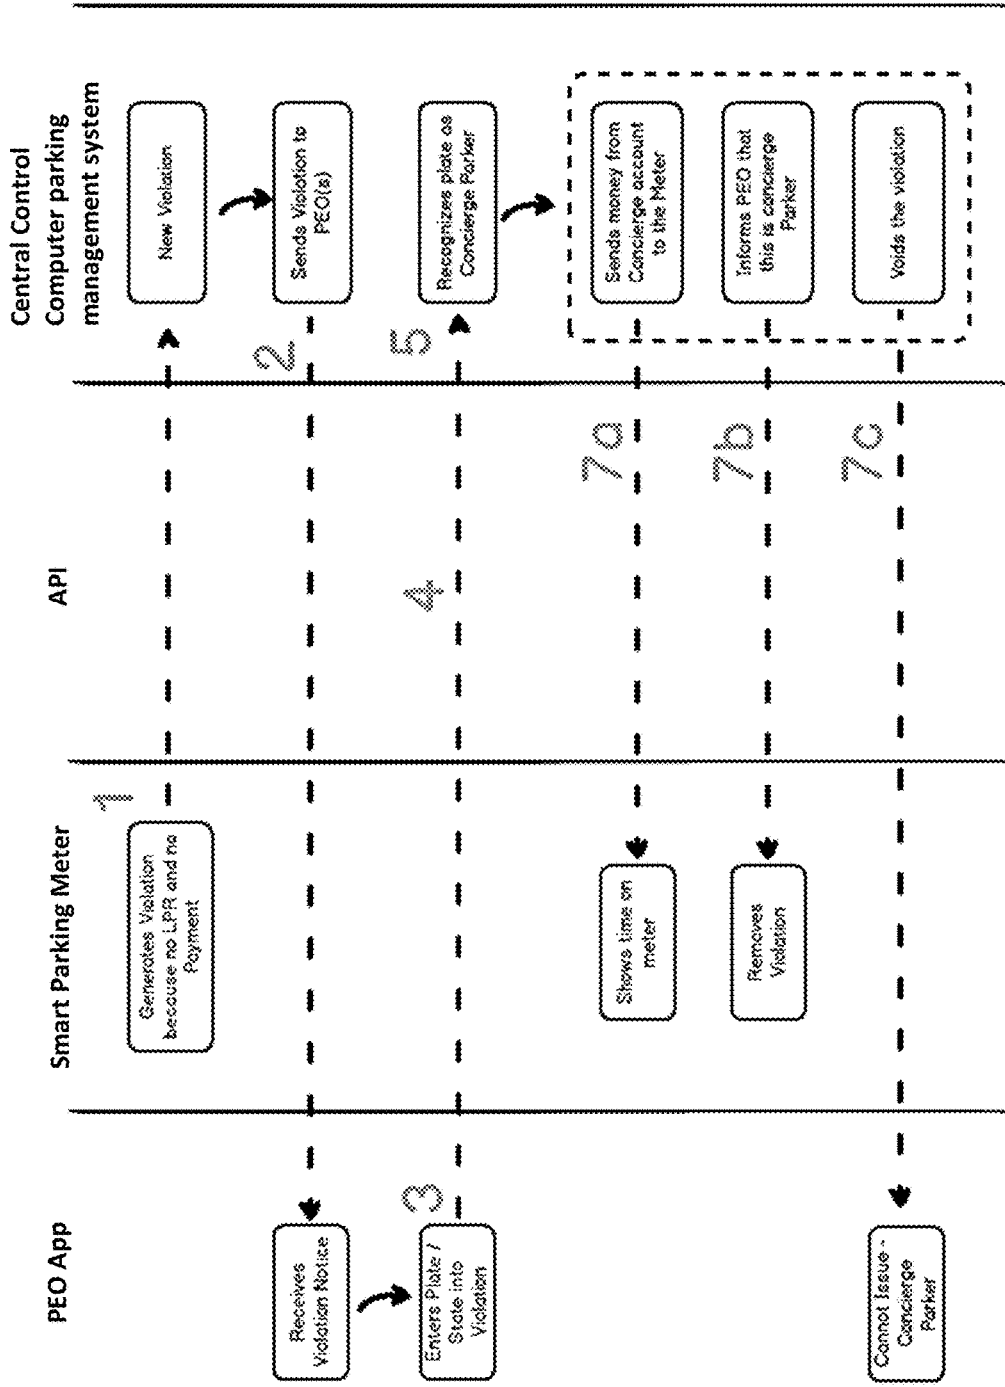 PEO App
Smart Parking Meter
API
Central Control
Computer parking
management system
1
Generates Violation
because no LPR and no
Payment
New Violation
2
Sends Violation to
PEO(s)
Receives
Violation Notice
3
Enters Plate /
State into
Violation
4
5
Recognizes plate as
Concierge Parker
7a
Sends money from
Concierge account
to the Meter
Shows time on
meter
7b
Informs PEO that
this is concierge
Parker
Removes
Violation
7c
Voids the violation
Cannot Issue -
Concierge
Parker